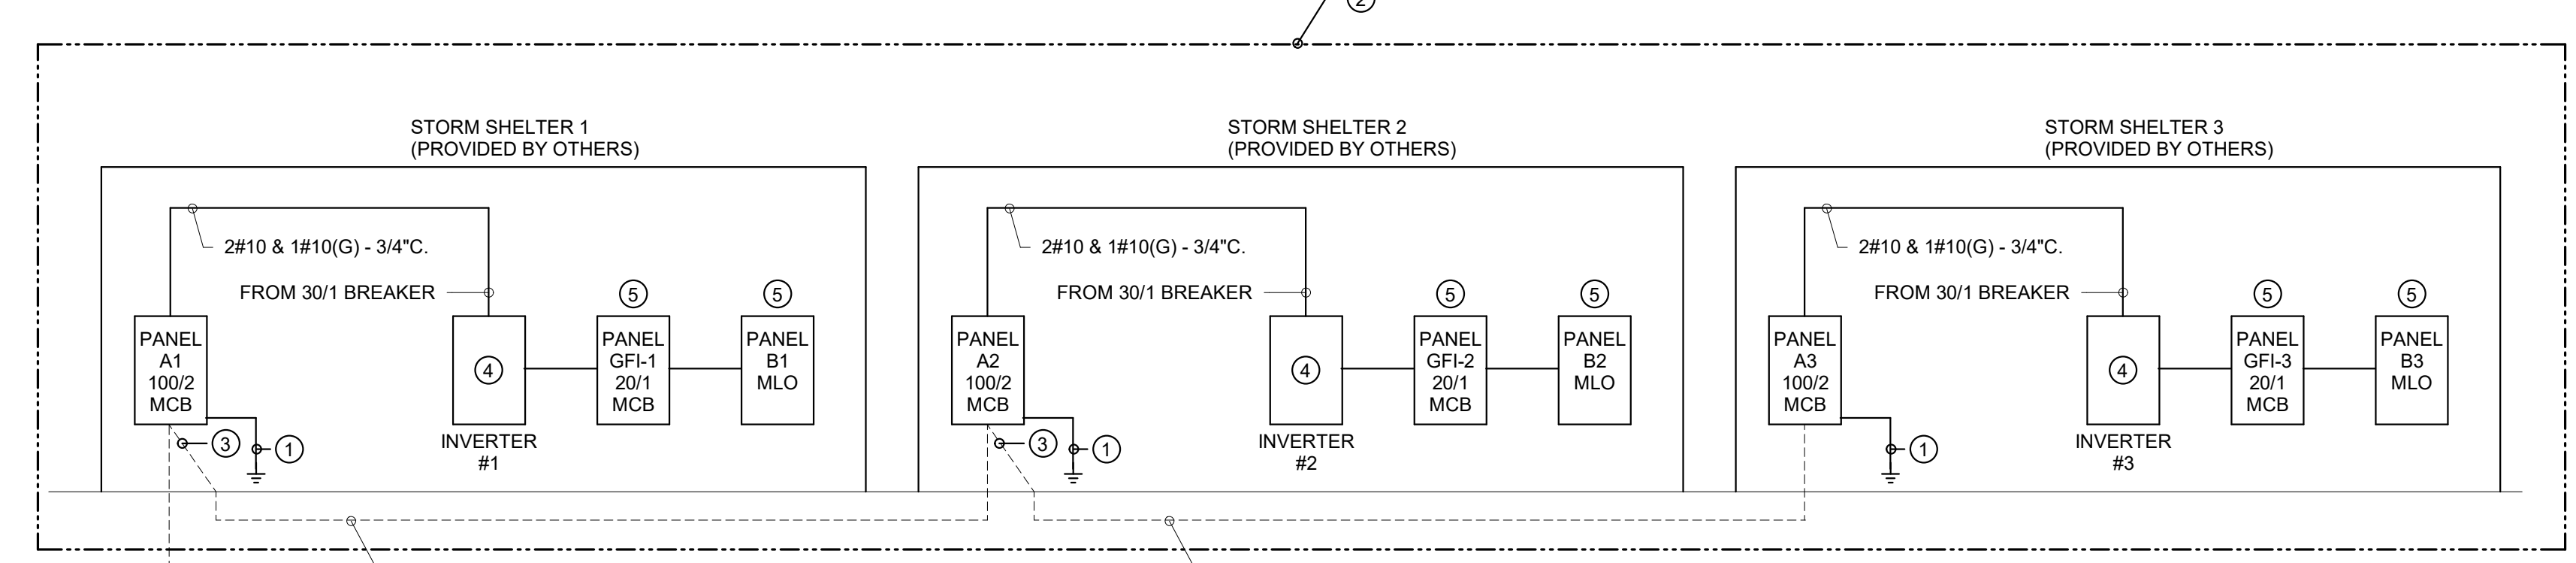 2
STORM SHELTER 1
(PROVIDED BY OTHERS)
2#10 & 1#10(G) - 3/4"C.
FROM 30/1 BREAKER
5
5
PANEL
A1
100/2
MCB
4
PANEL
GFI-1
20/1
MCB
PANEL
B1
MLO
3
1
INVERTER
#1
STORM SHELTER 2
(PROVIDED BY OTHERS)
2#10 & 1#10(G) - 3/4"C.
FROM 30/1 BREAKER
5
5
PANEL
A2
100/2
MCB
4
PANEL
GFI-2
20/1
MCB
PANEL
B2
MLO
3
1
INVERTER
#2
STORM SHELTER 3
(PROVIDED BY OTHERS)
2#10 & 1#10(G) - 3/4"C.
FROM 30/1 BREAKER
5
5
PANEL
A3
100/2
MCB
4
PANEL
GFI-3
20/1
MCB
PANEL
B3
MLO
1
INVERTER
#3